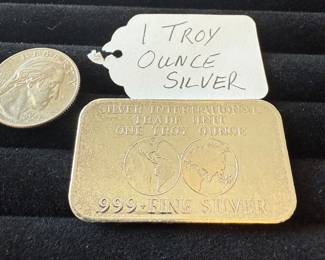 1 TROY
OUNCE
SILVER
SILVER INTERNATIONAL
TRADE UNIT
ONE TROY OUNCE
999+FINE SILVER